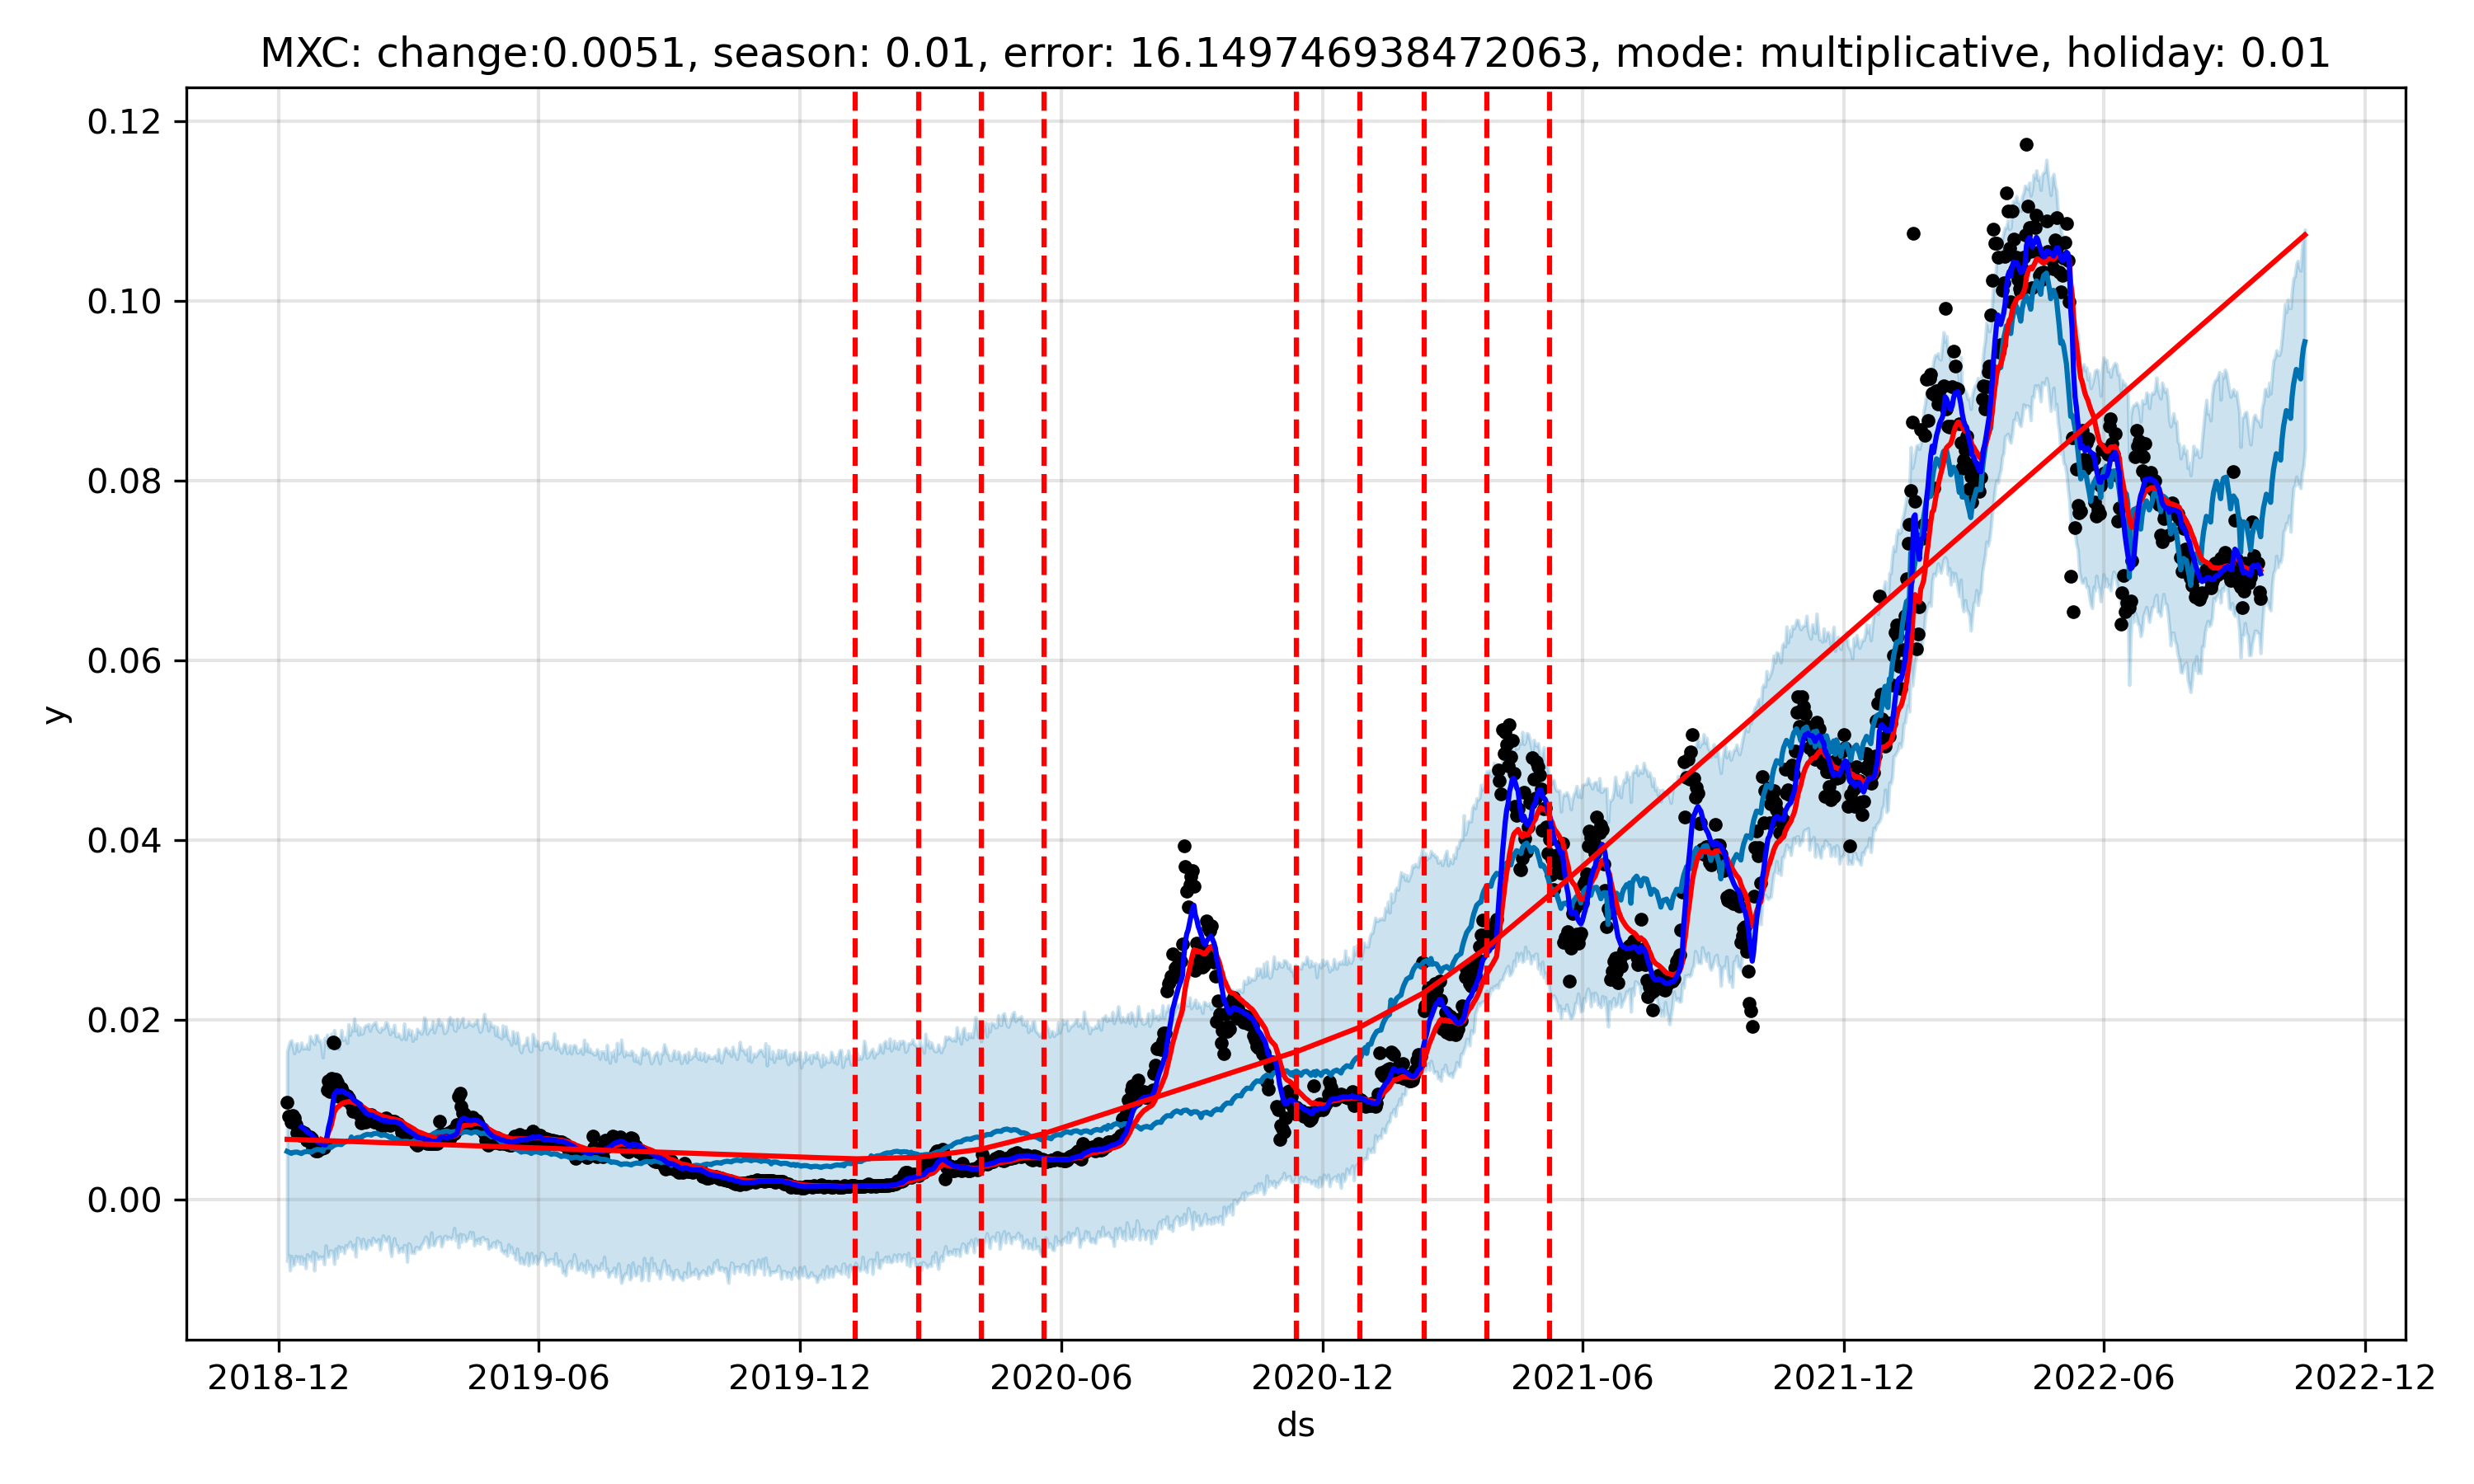 MXC: change:0.0051, season: 0.01, error: 16.149746938472063, mode: multiplicative, holiday: 0.01
0.12
0.10
0.08
0.06
0.04
0.02
0.00
y
2018-12 2019-06 2019-12 2020-06 2020-12 2021-06 2021-12 2022-06 2022-12
ds